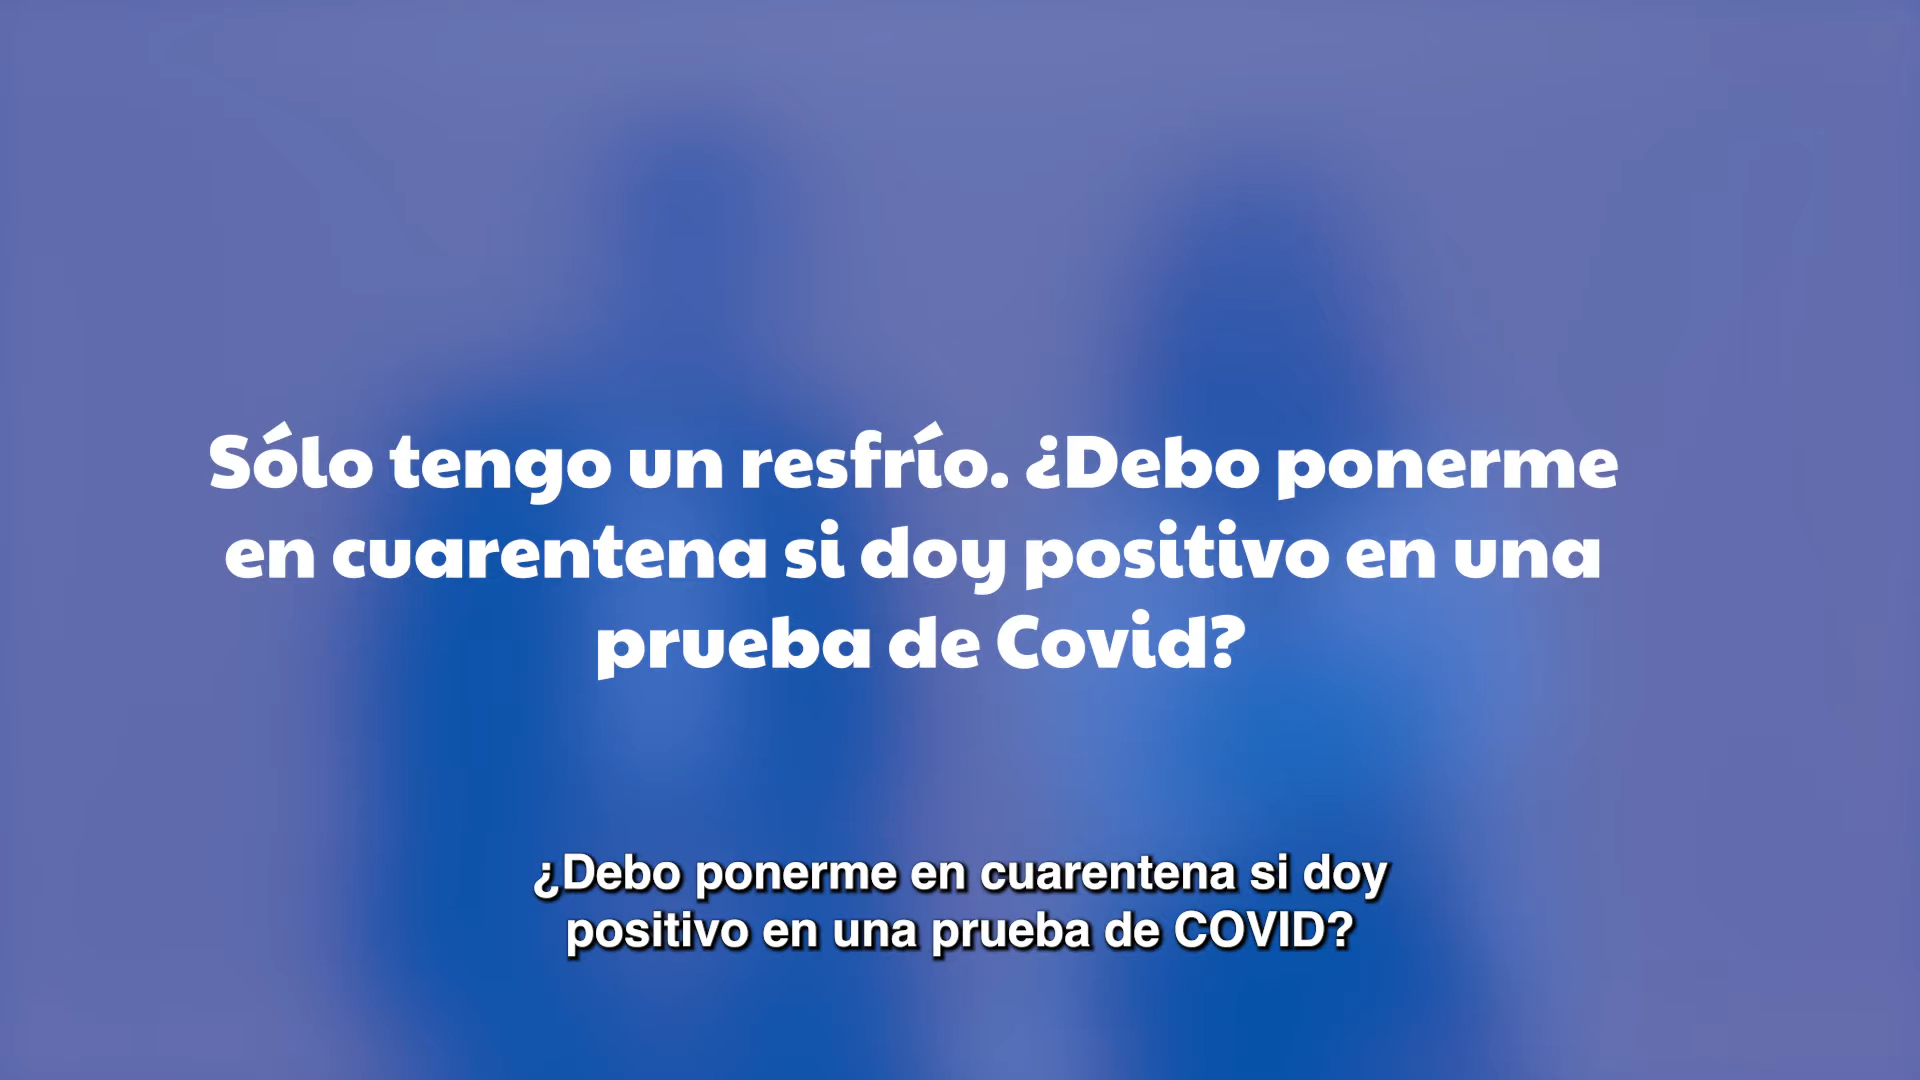 Sólo tengo un resfrío. ¿Debo ponerme
en cuarentena si doy positivo en una
prueba de Covid?
¿Debo ponerme en cuarentena si doy
positivo en una prueba de COVID?